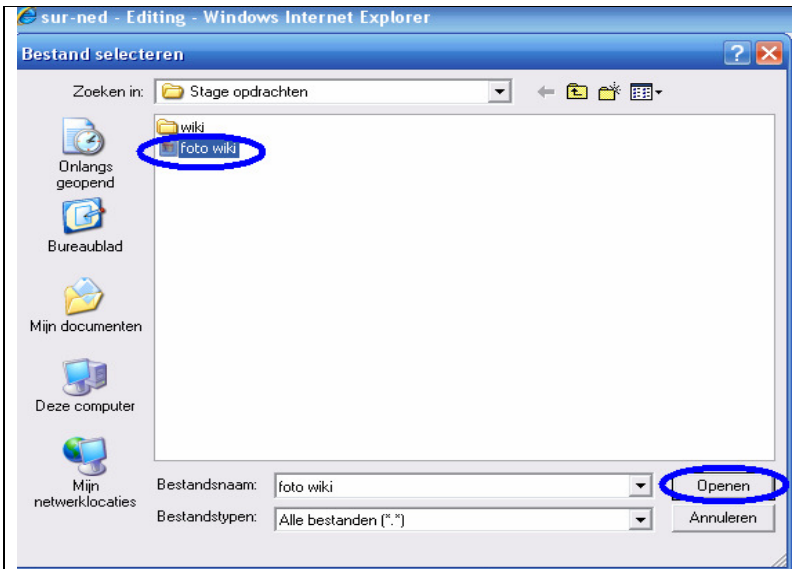 sur-ned - Editing - Windows Internet Explorer
Bestand selecteren
Zoeken in: Stage opdrachten
wiki
foto wiki
Onlangs
geopend
Bureaublad
Mijn documenten
Deze computer
Mijn
netwerklocaties
Bestandsnaam: foto wiki Openen
Bestandstypen: Alle bestanden (*.*) Annuleren